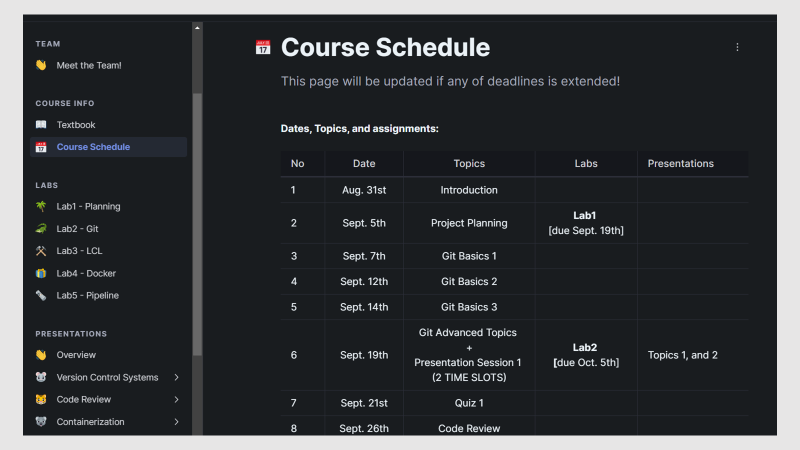 TEAM
Meet the Team!
COURSE INFO
Textbook
Course Schedule
LABS
Lab1 - Planning
Lab2 - Git
Lab3 - LCL
Lab4 - Docker
Lab5 - Pipeline
PRESENTATIONS
Overview
Version Control Systems
Code Review
Containerization
17 Course Schedule
This page will be updated if any of deadlines is extended!
Dates, Topics, and assignments:
No Date Topics Labs Presentations
1 Aug. 31st Introduction
2 Sept. 5th Project Planning Lab1
[due Sept. 19th]
3 Sept. 7th Git Basics 1
4 Sept. 12th Git Basics 2
5 Sept. 14th Git Basics 3
6 Sept. 19th Git Advanced Topics
+
Presentation Session 1
(2 TIME SLOTS)
Lab2
[due Oct. 5th]
Topics 1, and 2
7 Sept. 21st Quiz 1
8 Sept. 26th Code Review